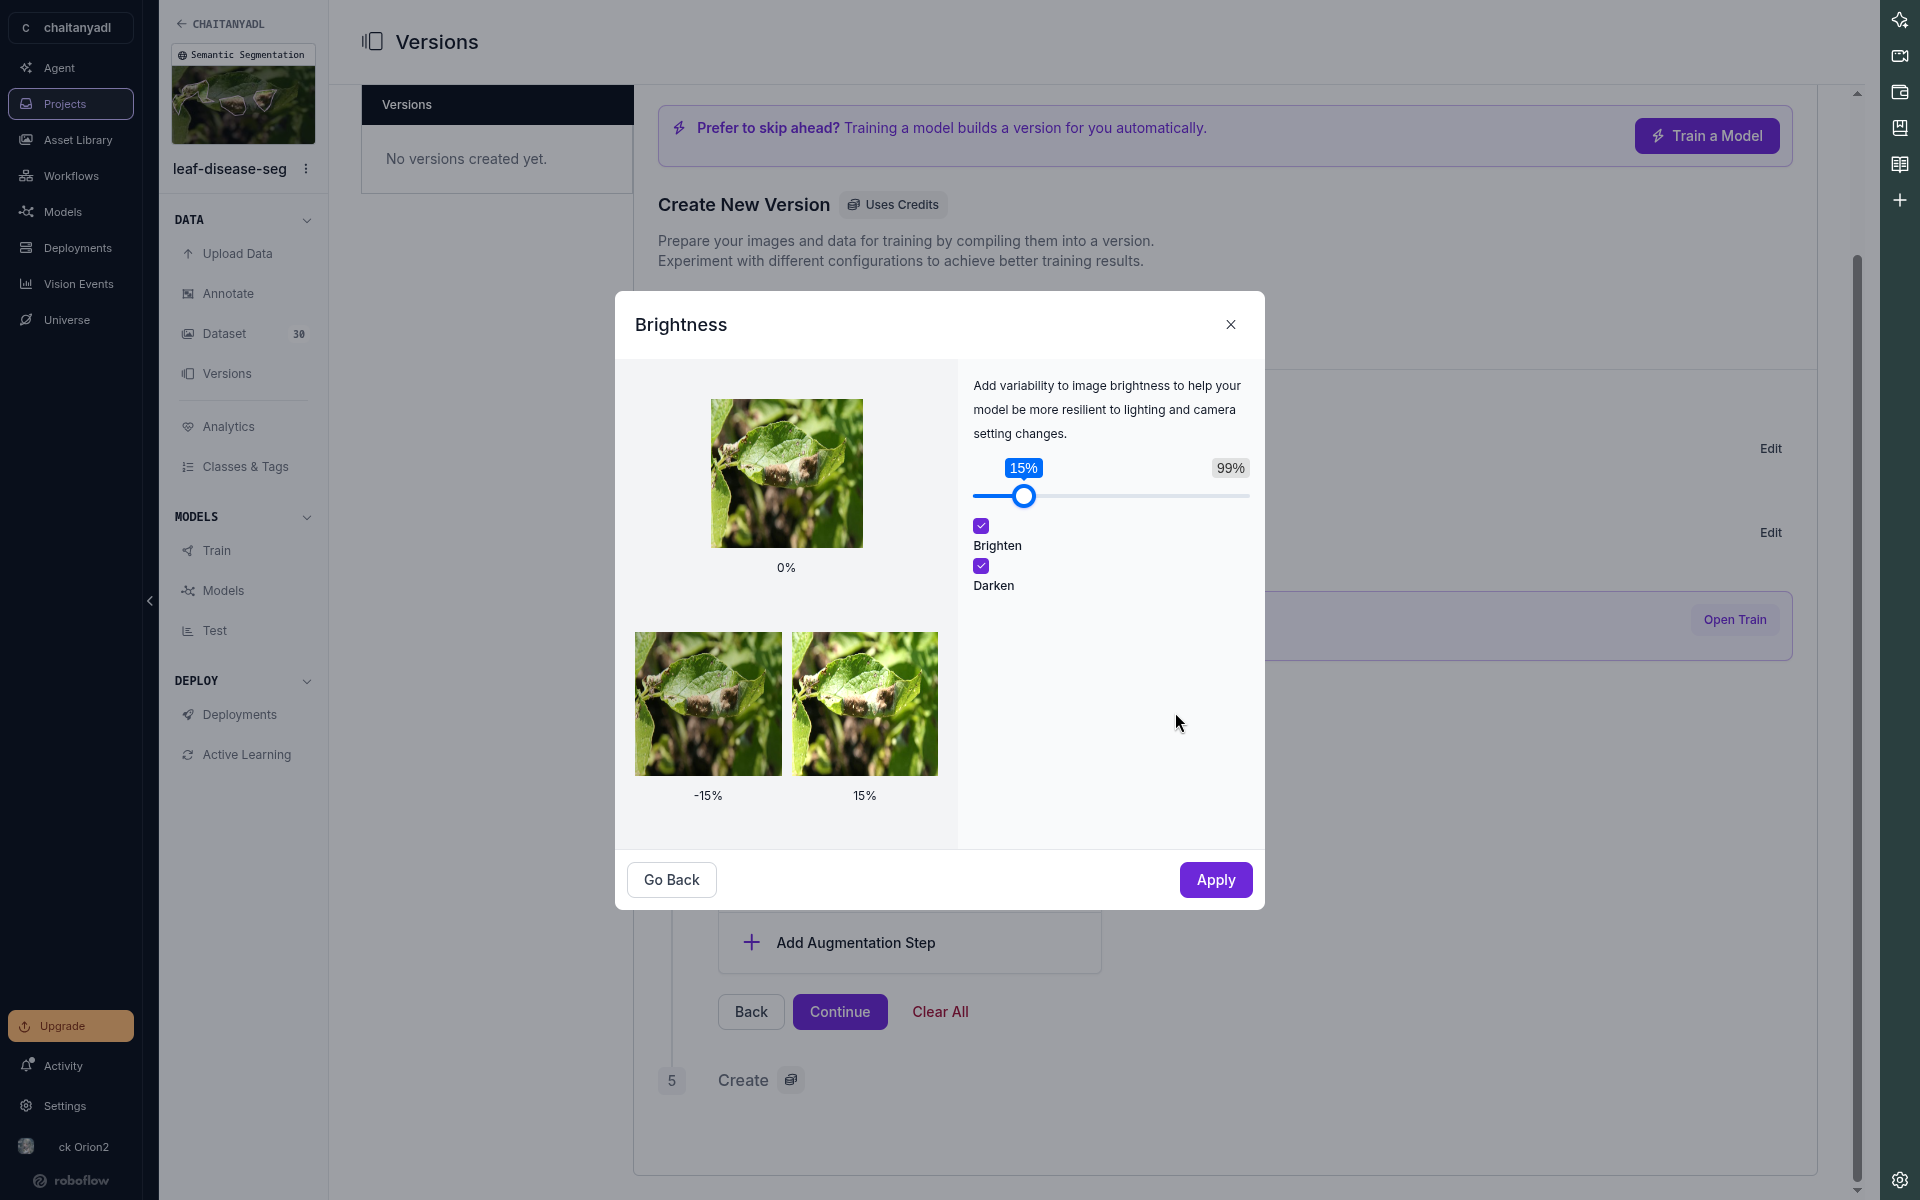 C chaitanyadl
Agent
Projects
Asset Library
Workflows
Models
Deployments
Vision Events
Universe
Upgrade
Activity
Settings
ck Orion2
roboflow
CHAITANYADL
Semantic Segmentation
leaf-disease-seg
DATA
Upload Data
Annotate
Dataset 30
Versions
Analytics
Classes & Tags
MODELS
Train
Models
Test
DEPLOY
Deployments
Active Learning
Versions
Versions
No versions created yet.
Prefer to skip ahead? Training a model builds a version for you automatically.
Train a Model
Create New Version Uses Credits
Prepare your images and data for training by compiling them into a version.
Experiment with different configurations to achieve better training results.
Edit
Edit
Open Train
Brightness
0%
-15% 15%
Add variability to image brightness to help your
model be more resilient to lighting and camera
setting changes.
15% 99%
Brighten
Darken
Go Back Apply
Add Augmentation Step
Back Continue Clear All
5 Create